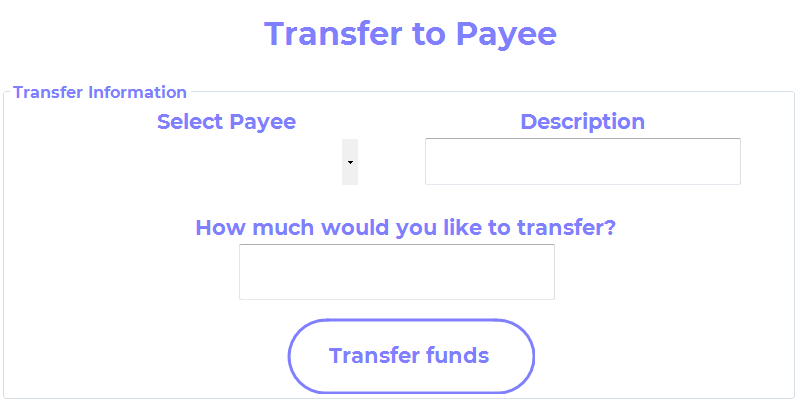 Transfer to Payee
Transfer Information
Select Payee
Description
How much would you like to transfer?
Transfer funds